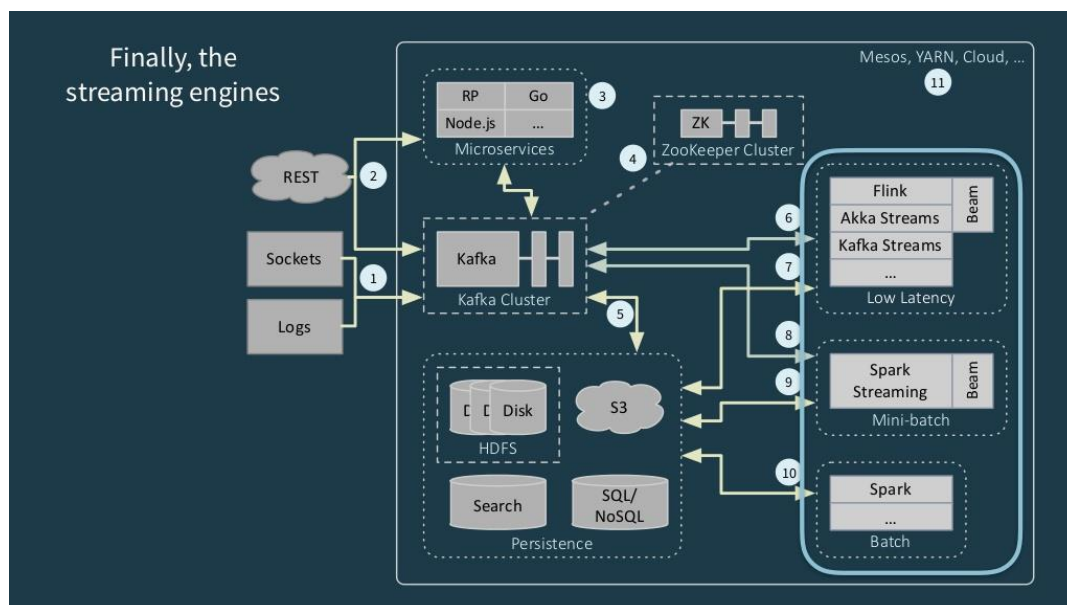 Finally, the
streaming engines
Mesos, YARN, Cloud, ...
11
RP
Go
Node.js
...
Microservices
3
ZK
ZooKeeper Cluster
4
REST
2
Sockets
1
Logs
Kafka
Kafka Cluster
5
6
Flink
Akka Streams
Kafka Streams
...
Beam
Low Latency
7
8
Spark
Streaming
Beam
Mini-batch
9
10
Spark
...
Batch
D
D
Disk
HDFS
S3
Search
SQL/
NoSQL
Persistence